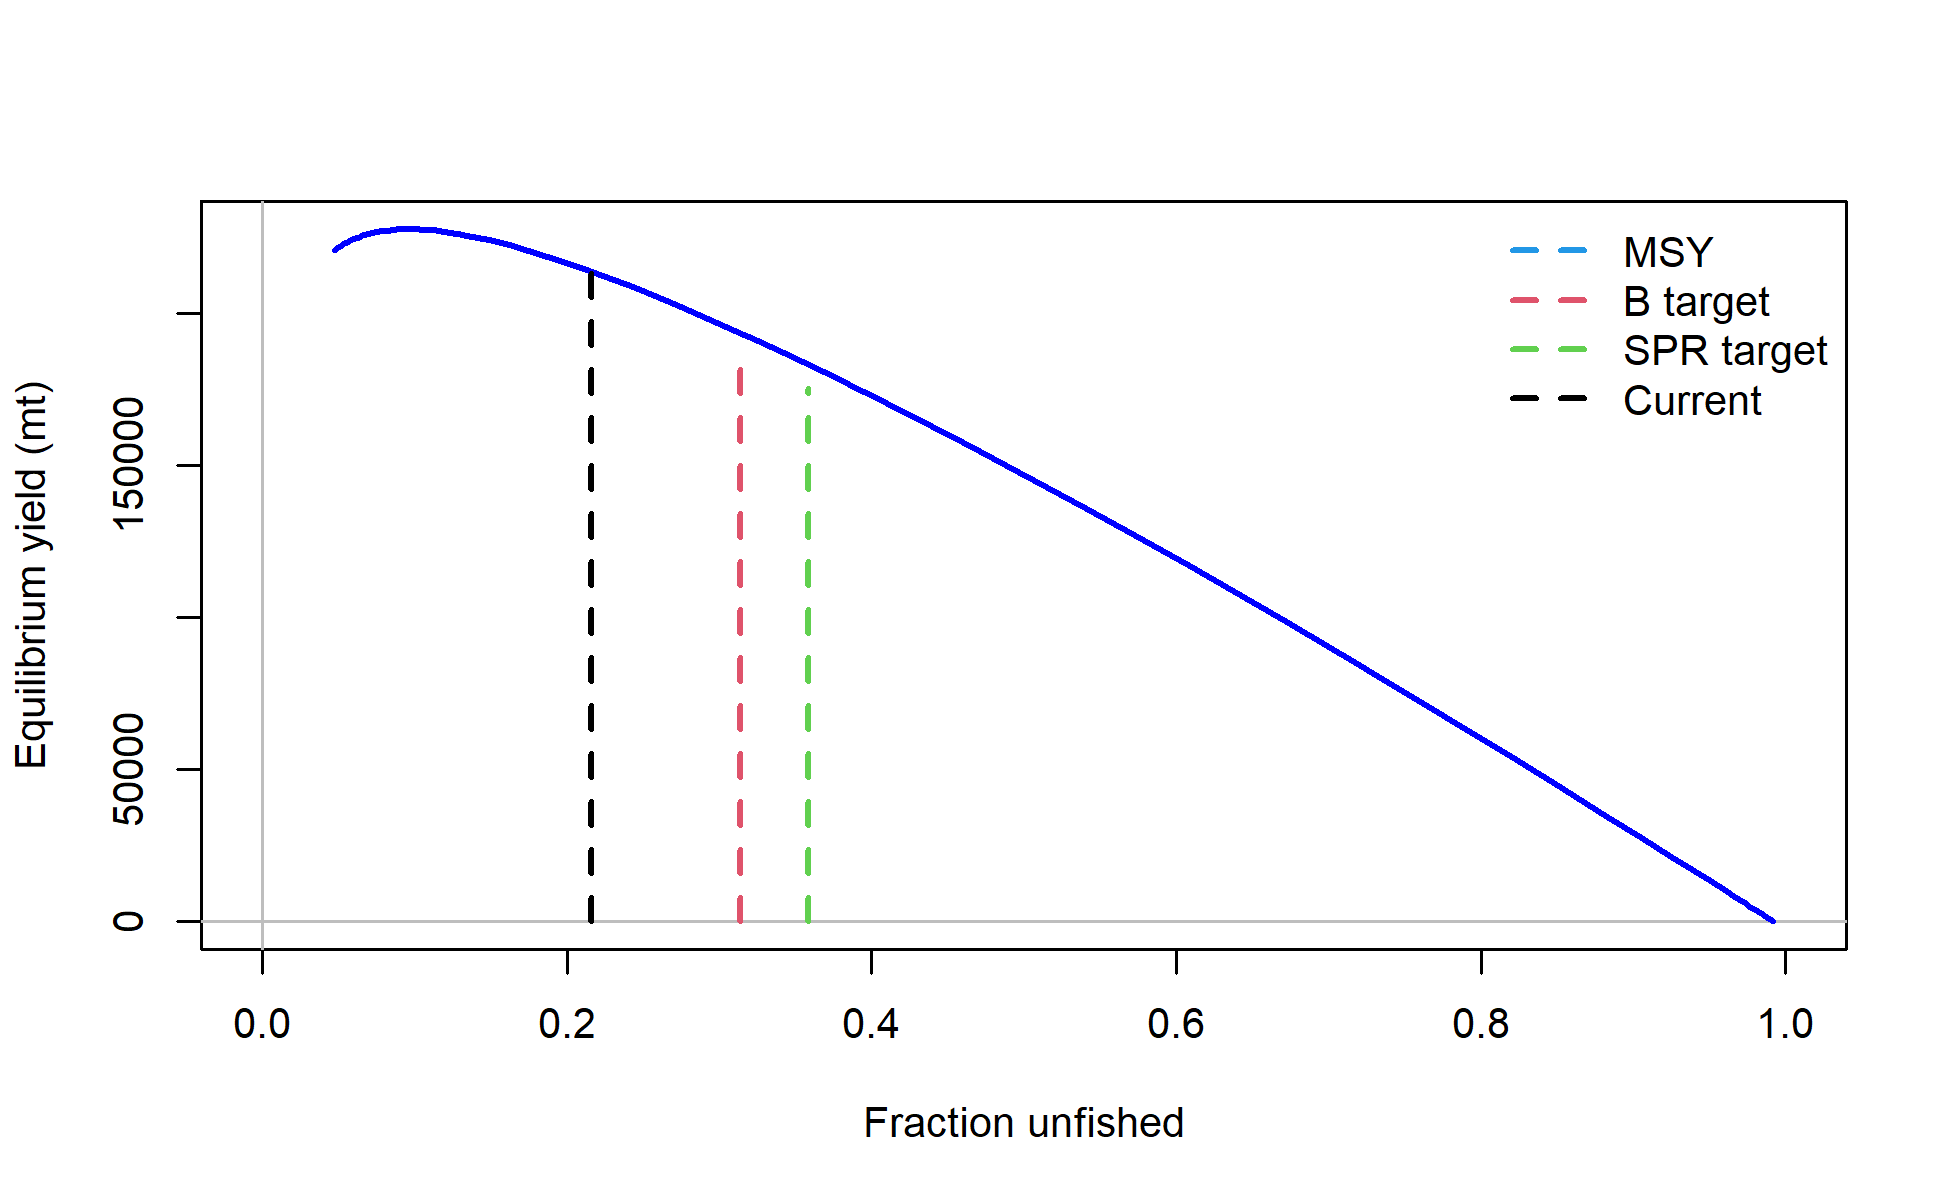 MSY
B target
SPR target
Current
Equilibrium yield (mt)
150000
50000
0
0.0 0.2 0.4 0.6 0.8 1.0
Fraction unfished